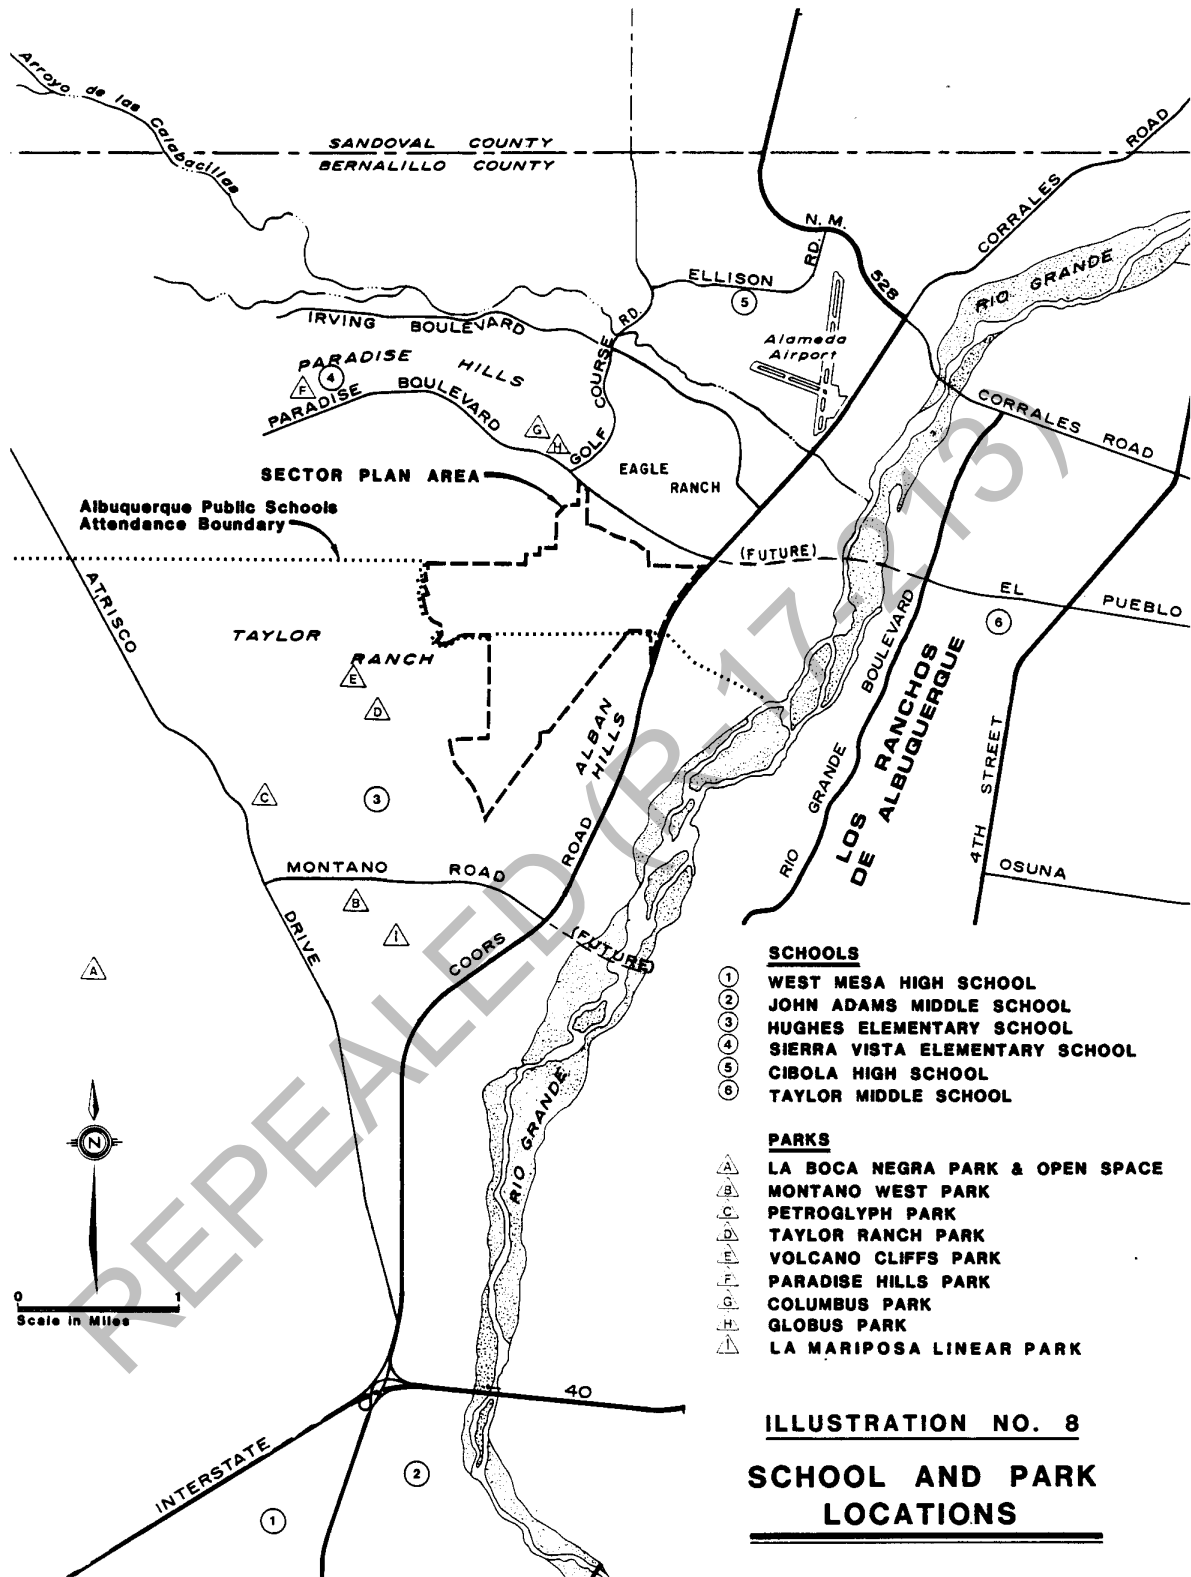 Arroyo de las Calabacillas
SANDOVAL COUNTY
BERNALILLO COUNTY
CORRALES ROAD
N. M. 528
RIO GRANDE
ELLISON RD.
5
Alameda
Airport
IRVING BOULEVARD
GOLF COURSE RD.
PARADISE HILLS
F
4
PARADISE BOULEVARD
G
H
CORRALES ROAD
EAGLE
RANCH
SECTOR PLAN AREA
Albuquerque Public Schools
Attendance Boundary
(FUTURE)
EL PUEBLO
6
ATRISCO DRIVE
TAYLOR
RANCH
E
D
ALBAN
HILLS
RIO GRANDE BOULEVARD
LOS RANCHOS
DE ALBUQUERQUE
4TH STREET
C
3
MONTANO ROAD
OSUNA
B
I
COORS ROAD
(FUTURE)
A
RIO GRANDE
N
0 1
Scale in Miles
INTERSTATE 40
2
1
SCHOOLS
1 WEST MESA HIGH SCHOOL
2 JOHN ADAMS MIDDLE SCHOOL
3 HUGHES ELEMENTARY SCHOOL
4 SIERRA VISTA ELEMENTARY SCHOOL
5 CIBOLA HIGH SCHOOL
6 TAYLOR MIDDLE SCHOOL
PARKS
A LA BOCA NEGRA PARK & OPEN SPACE
B MONTANO WEST PARK
C PETROGLYPH PARK
D TAYLOR RANCH PARK
E VOLCANO CLIFFS PARK
F PARADISE HILLS PARK
G COLUMBUS PARK
H GLOBUS PARK
I LA MARIPOSA LINEAR PARK
ILLUSTRATION NO. 8
SCHOOL AND PARK
LOCATIONS
REPEALED (R-17-213)